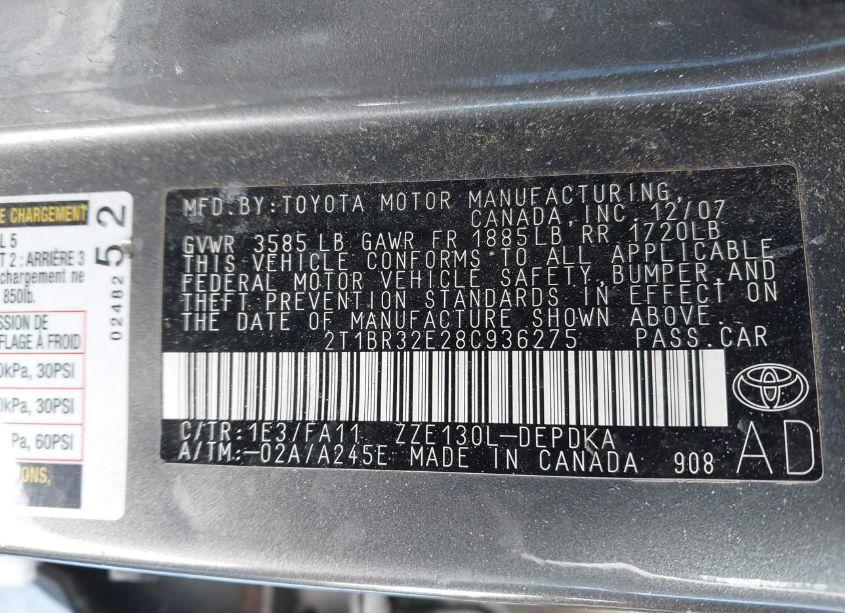 E CHARGEMENT
L 5
T 2 : ARRIÈRE 3
chargement ne
850lb.
SSION DE
FLAGE À FROID
0kPa, 30PSI
0kPa, 30PSI
Pa, 60PSI
IONS,
02482 52
MFD.BY:TOYOTA MOTOR MANUFACTURING,
CANADA,INC. 12/07
GVWR 3585 LB GAWR FR 1885LB RR 1720LB
THIS VEHICLE CONFORMS TO ALL APPLICABLE
FEDERAL MOTOR VEHICLE SAFETY,BUMPER,AND
THEFT PREVENTION STANDARDS IN EFFECT ON
THE DATE OF MANUFACTURE SHOWN ABOVE.
2T1BR32E28C936275 PASS.CAR
C/TR:1E3/FA11 ZZE130L-DEPDKA
A/TM:-02A/A245E MADE IN CANADA 908
AD